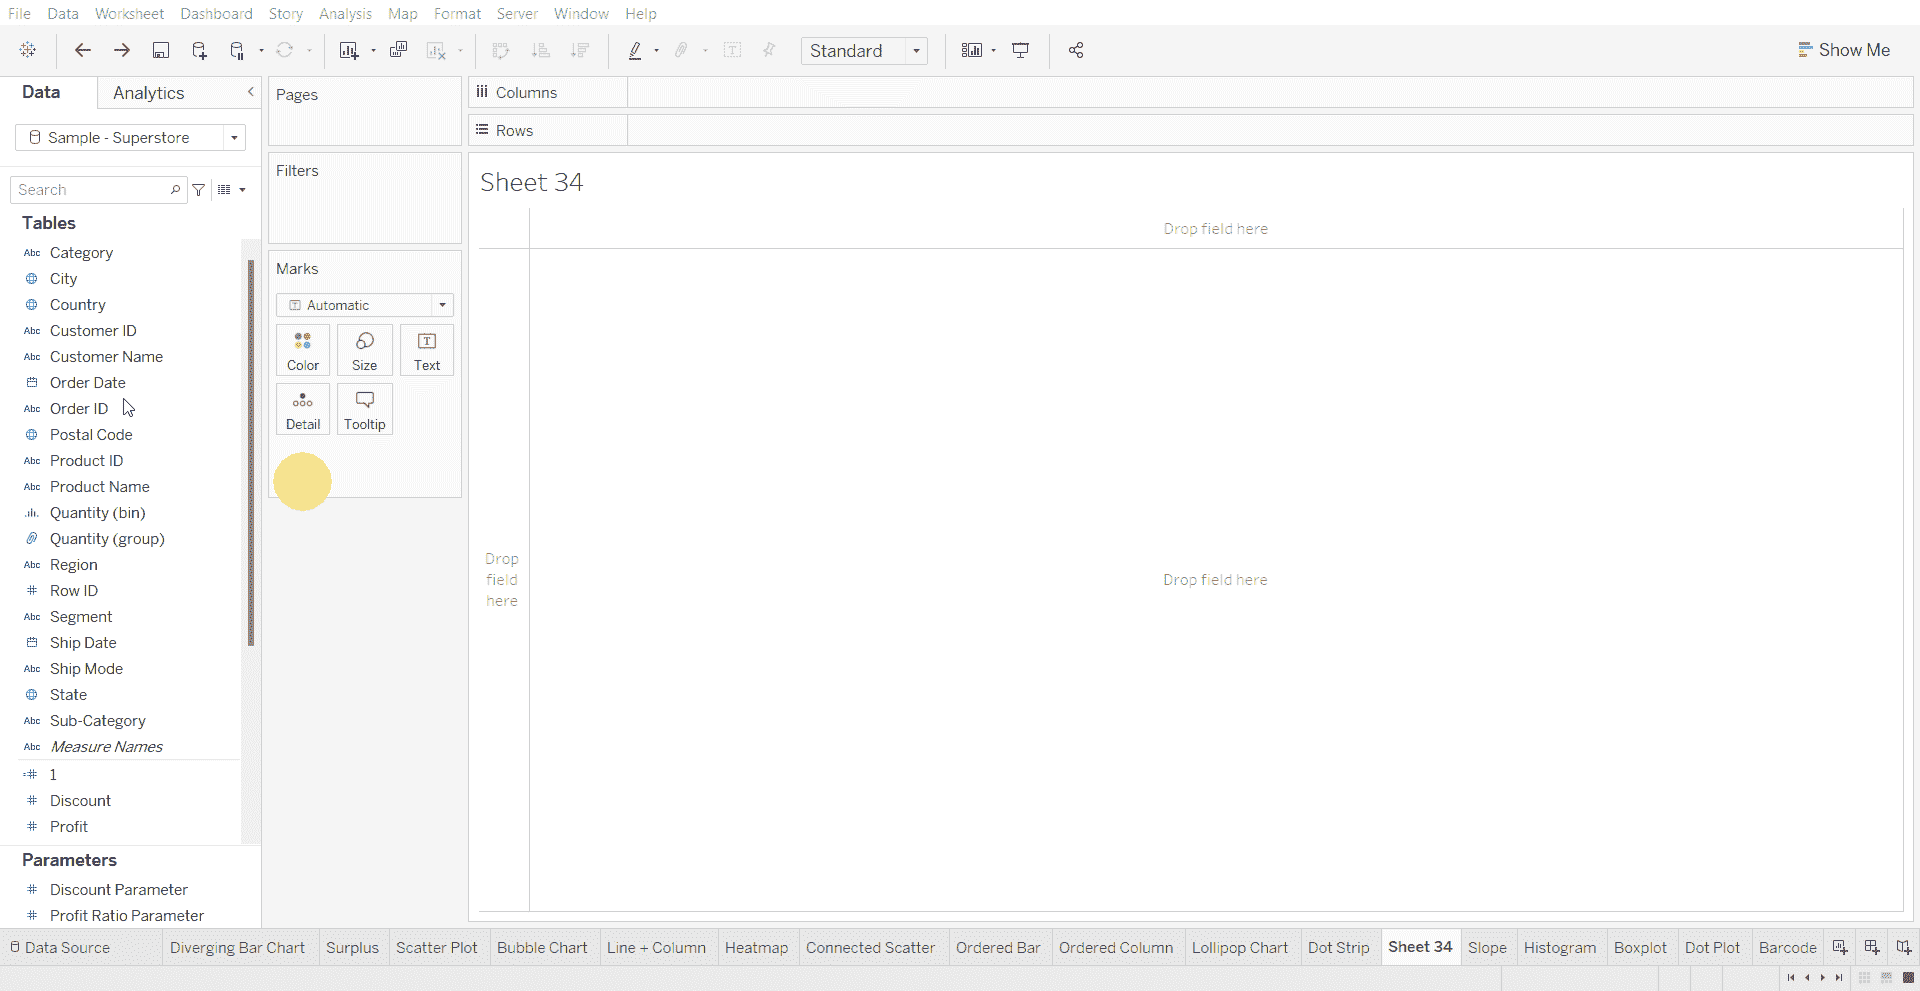 File Data Worksheet Dashboard Story Analysis Map Format Server Window Help
Standard
Show Me
Data Analytics
Sample - Superstore
Search
Tables
Abc Category
City
Country
Abc Customer ID
Abc Customer Name
Order Date
Abc Order ID
Postal Code
Abc Product ID
Abc Product Name
Quantity (bin)
Quantity (group)
Abc Region
# Row ID
Abc Segment
Ship Date
Abc Ship Mode
State
Abc Sub-Category
Abc Measure Names
=# 1
# Discount
# Profit
Parameters
# Discount Parameter
# Profit Ratio Parameter
Pages
Filters
Marks
T Automatic
Color Size T Text
Detail Tooltip
Columns
Rows
Sheet 34
Drop field here
Drop
field
here
Drop field here
Data Source Diverging Bar Chart Surplus Scatter Plot Bubble Chart Line + Column Heatmap Connected Scatter Ordered Bar Ordered Column Lollipop Chart Dot Strip Sheet 34 Slope Histogram Boxplot Dot Plot Barcode